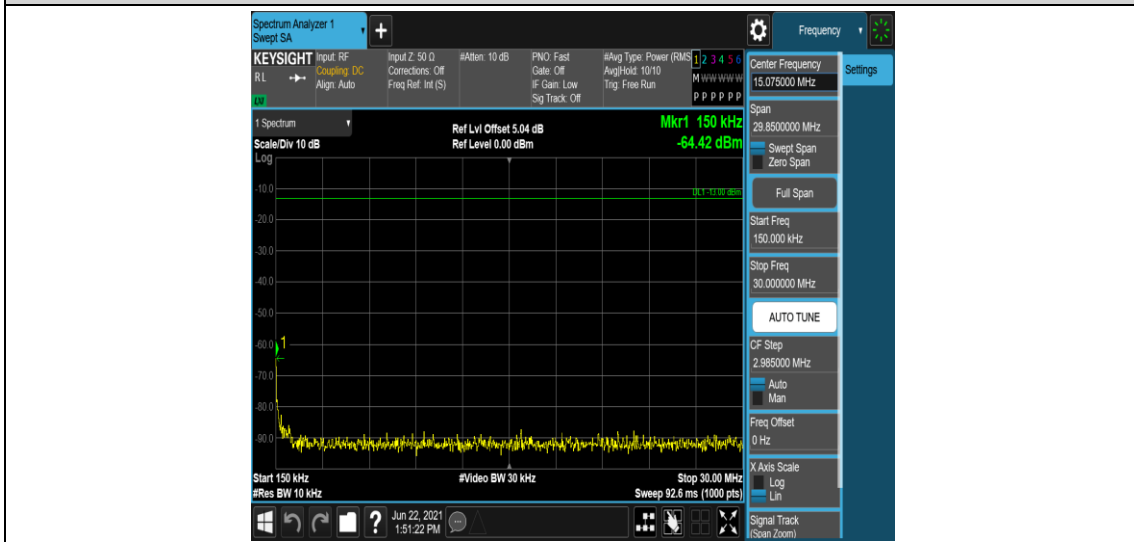 Spectrum Analyzer 1
Swept SA
+
Frequency
KEYSIGHT
RL
LXI
Input: RF
Coupling: DC
Align: Auto
Input Z: 50 Ω
Corrections: Off
Freq Ref: Int (S)
#Atten: 10 dB
PNO: Fast
Gate: Off
IF Gain: Low
Sig Track: Off
#Avg Type: Power (RMS
Avg|Hold: 10/10
Trig: Free Run
1 2 3 4 5 6
M W W W W W
P P P P P P
1 Spectrum
Scale/Div 10 dB
Ref Lvl Offset 5.04 dB
Ref Level 0.00 dBm
Mkr1 150 kHz
-64.42 dBm
Log
DL1 -13.00 dBm
-10.0
-20.0
-30.0
-40.0
-50.0
-60.0
-70.0
-80.0
-90.0
1
Start 150 kHz
#Res BW 10 kHz
#Video BW 30 kHz
Stop 30.00 MHz
Sweep 92.6 ms (1000 pts)
Center Frequency
15.075000 MHz
Settings
Span
29.8500000 MHz
Swept Span
Zero Span
Full Span
Start Freq
150.000 kHz
Stop Freq
30.000000 MHz
AUTO TUNE
CF Step
2.985000 MHz
Auto
Man
Freq Offset
0 Hz
X Axis Scale
Log
Lin
Signal Track
(Span Zoom)
?
Jun 22, 2021
1:51:22 PM